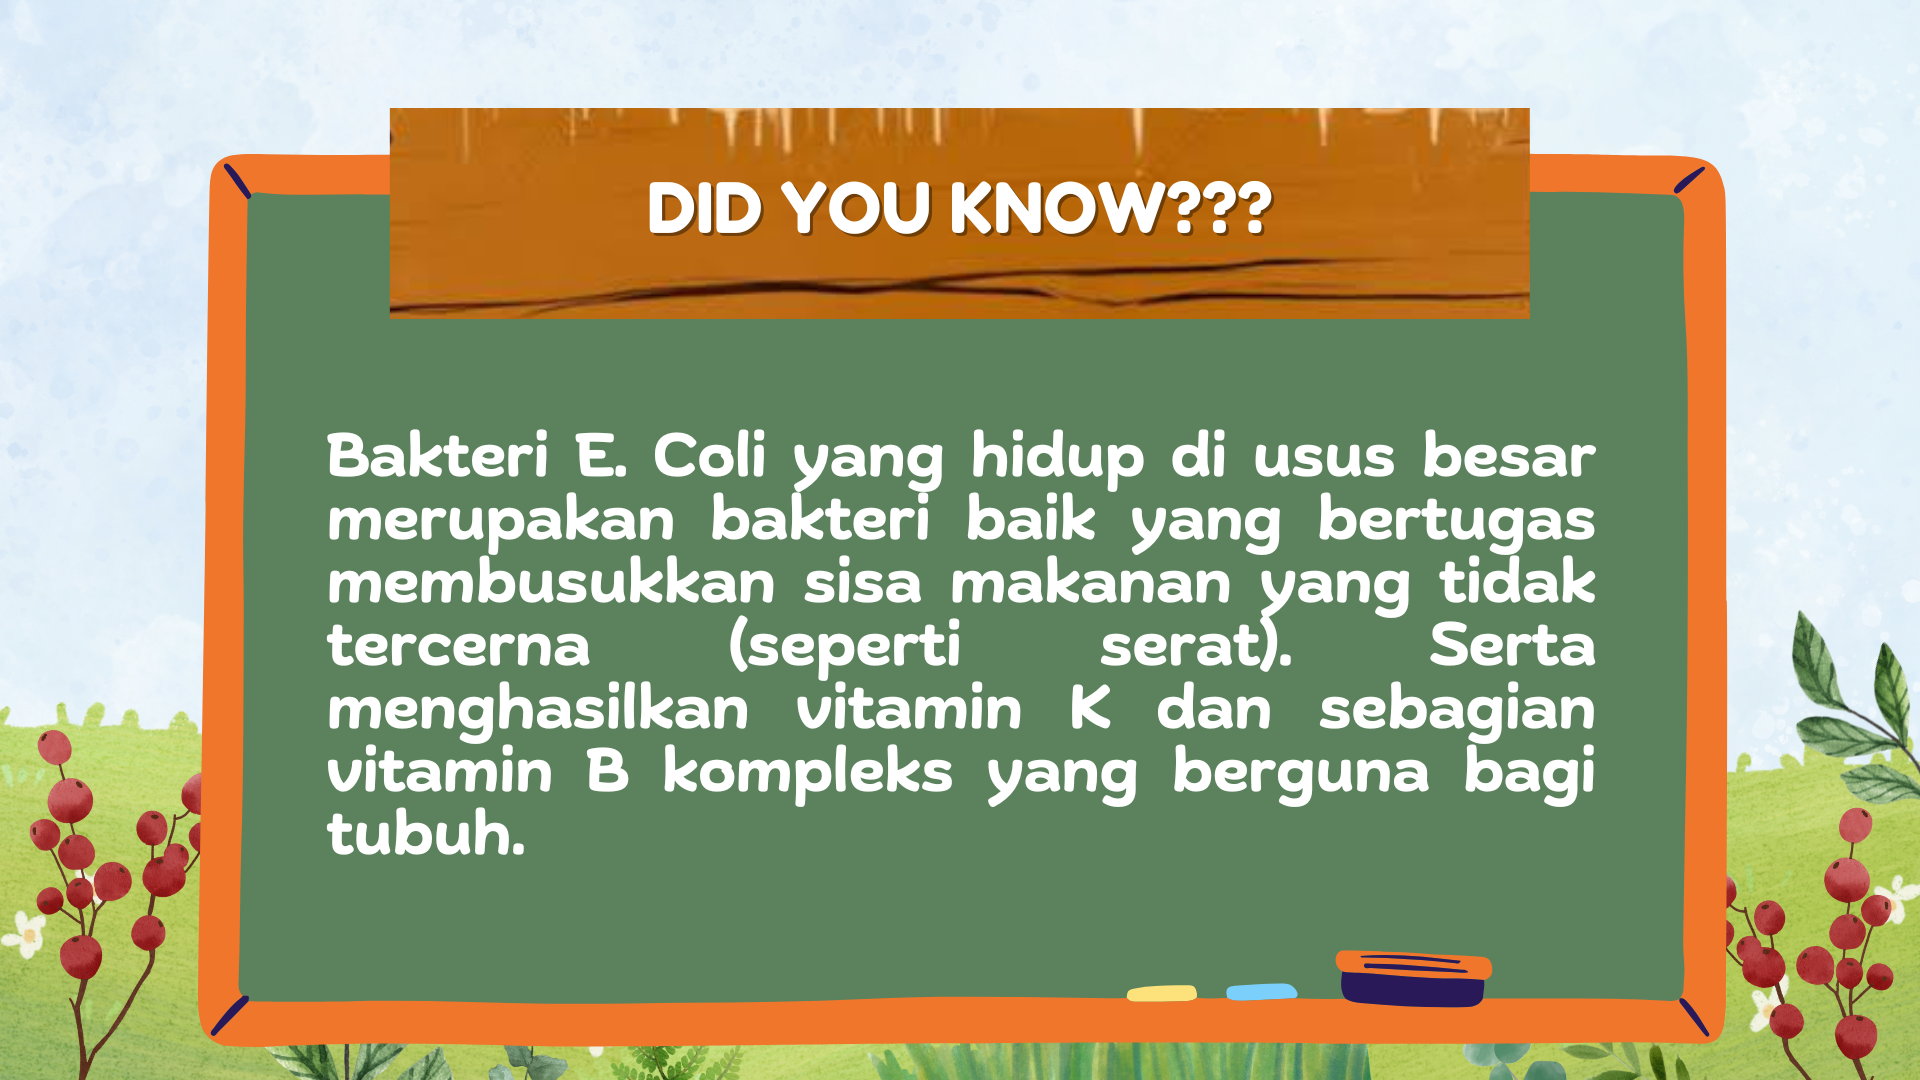 DID YOU KNOW???
Bakteri E. Coli yang hidup di usus besar
merupakan bakteri baik yang bertugas
membusukkan sisa makanan yang tidak
tercerna (seperti serat). Serta
menghasilkan vitamin K dan sebagian
vitamin B kompleks yang berguna bagi
tubuh.